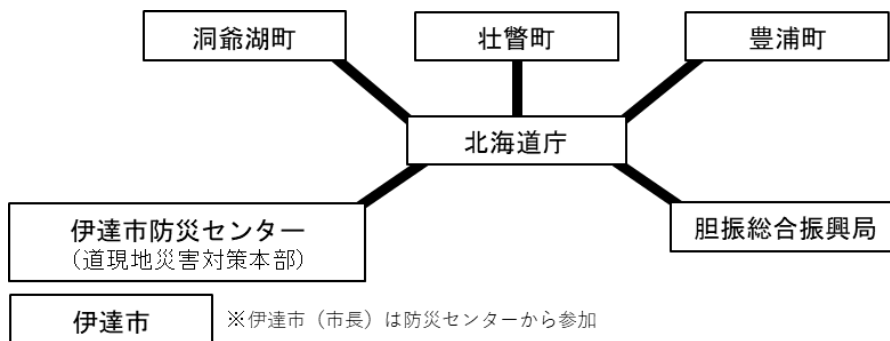 洞爺湖町
壮瞥町
豊浦町
北海道庁
伊達市防災センター
（道現地災害対策本部）
胆振総合振興局
伊達市
※伊達市（市長）は防災センターから参加